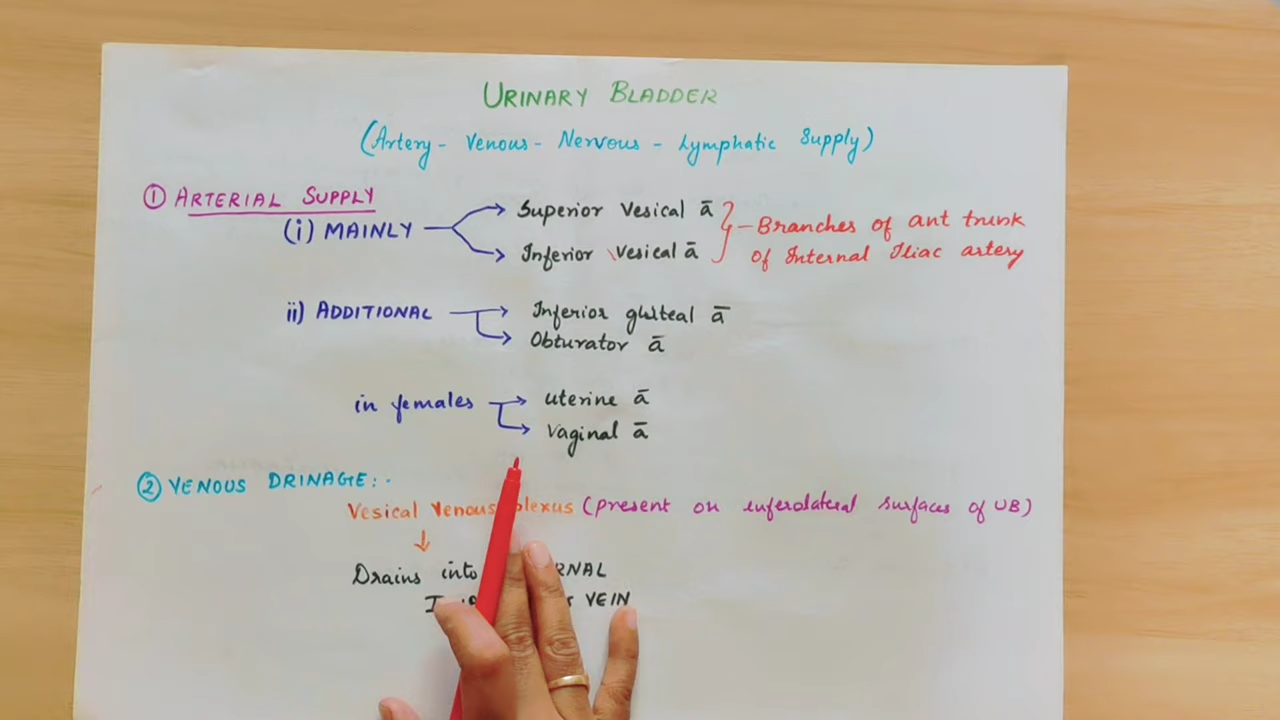 URINARY BLADDER
(Artery - Venous - Nervous - Lymphatic Supply)
① ARTERIAL SUPPLY
(i) MAINLY
Superior Vesical ā
Inferior Vesical ā
- Branches of ant trunk
of Internal Iliac artery
ii) ADDITIONAL
Inferior gluteal ā
Obturator ā
in females
uterine ā
vaginal ā
② VENOUS DRINAGE:-
Vesical Venous plexus (present on inferolateral surfaces of UB)
Drains into
VEIN